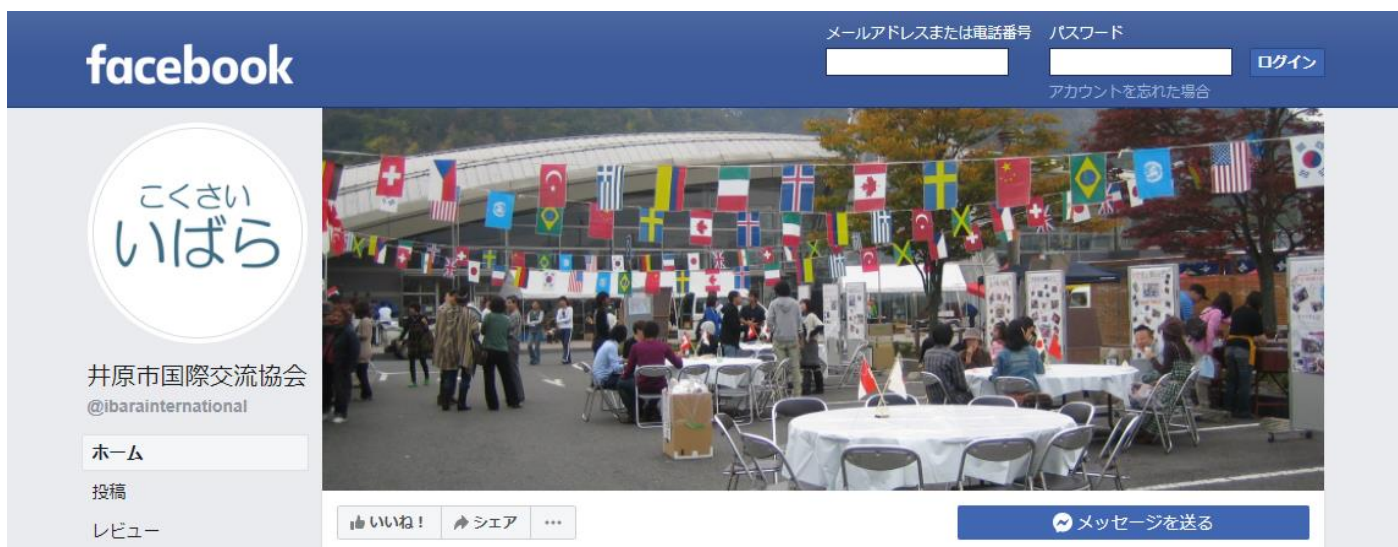 facebook
メールアドレスまたは電話番号
パスワード
ログイン
アカウントを忘れた場合
こくさい
いばら
井原市国際交流協会
@ibarainternational
ホーム
投稿
レビュー
いいね!
シェア
...
メッセージを送る